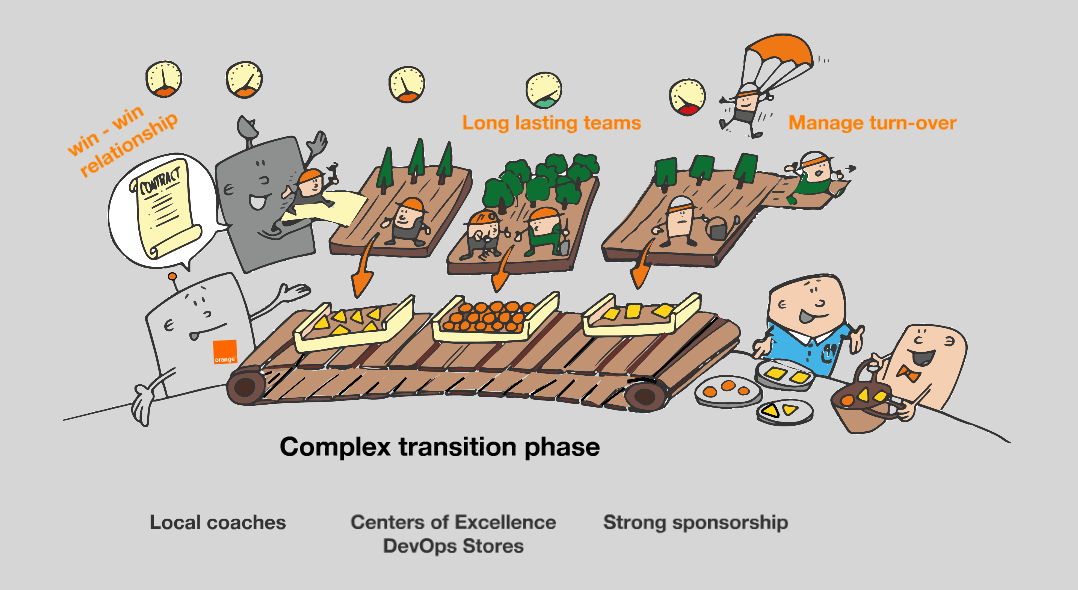 win - win
relationship
Long lasting teams
Manage turn-over
CONTRACT
orange
Complex transition phase
Local coaches
Centers of Excellence
DevOps Stores
Strong sponsorship